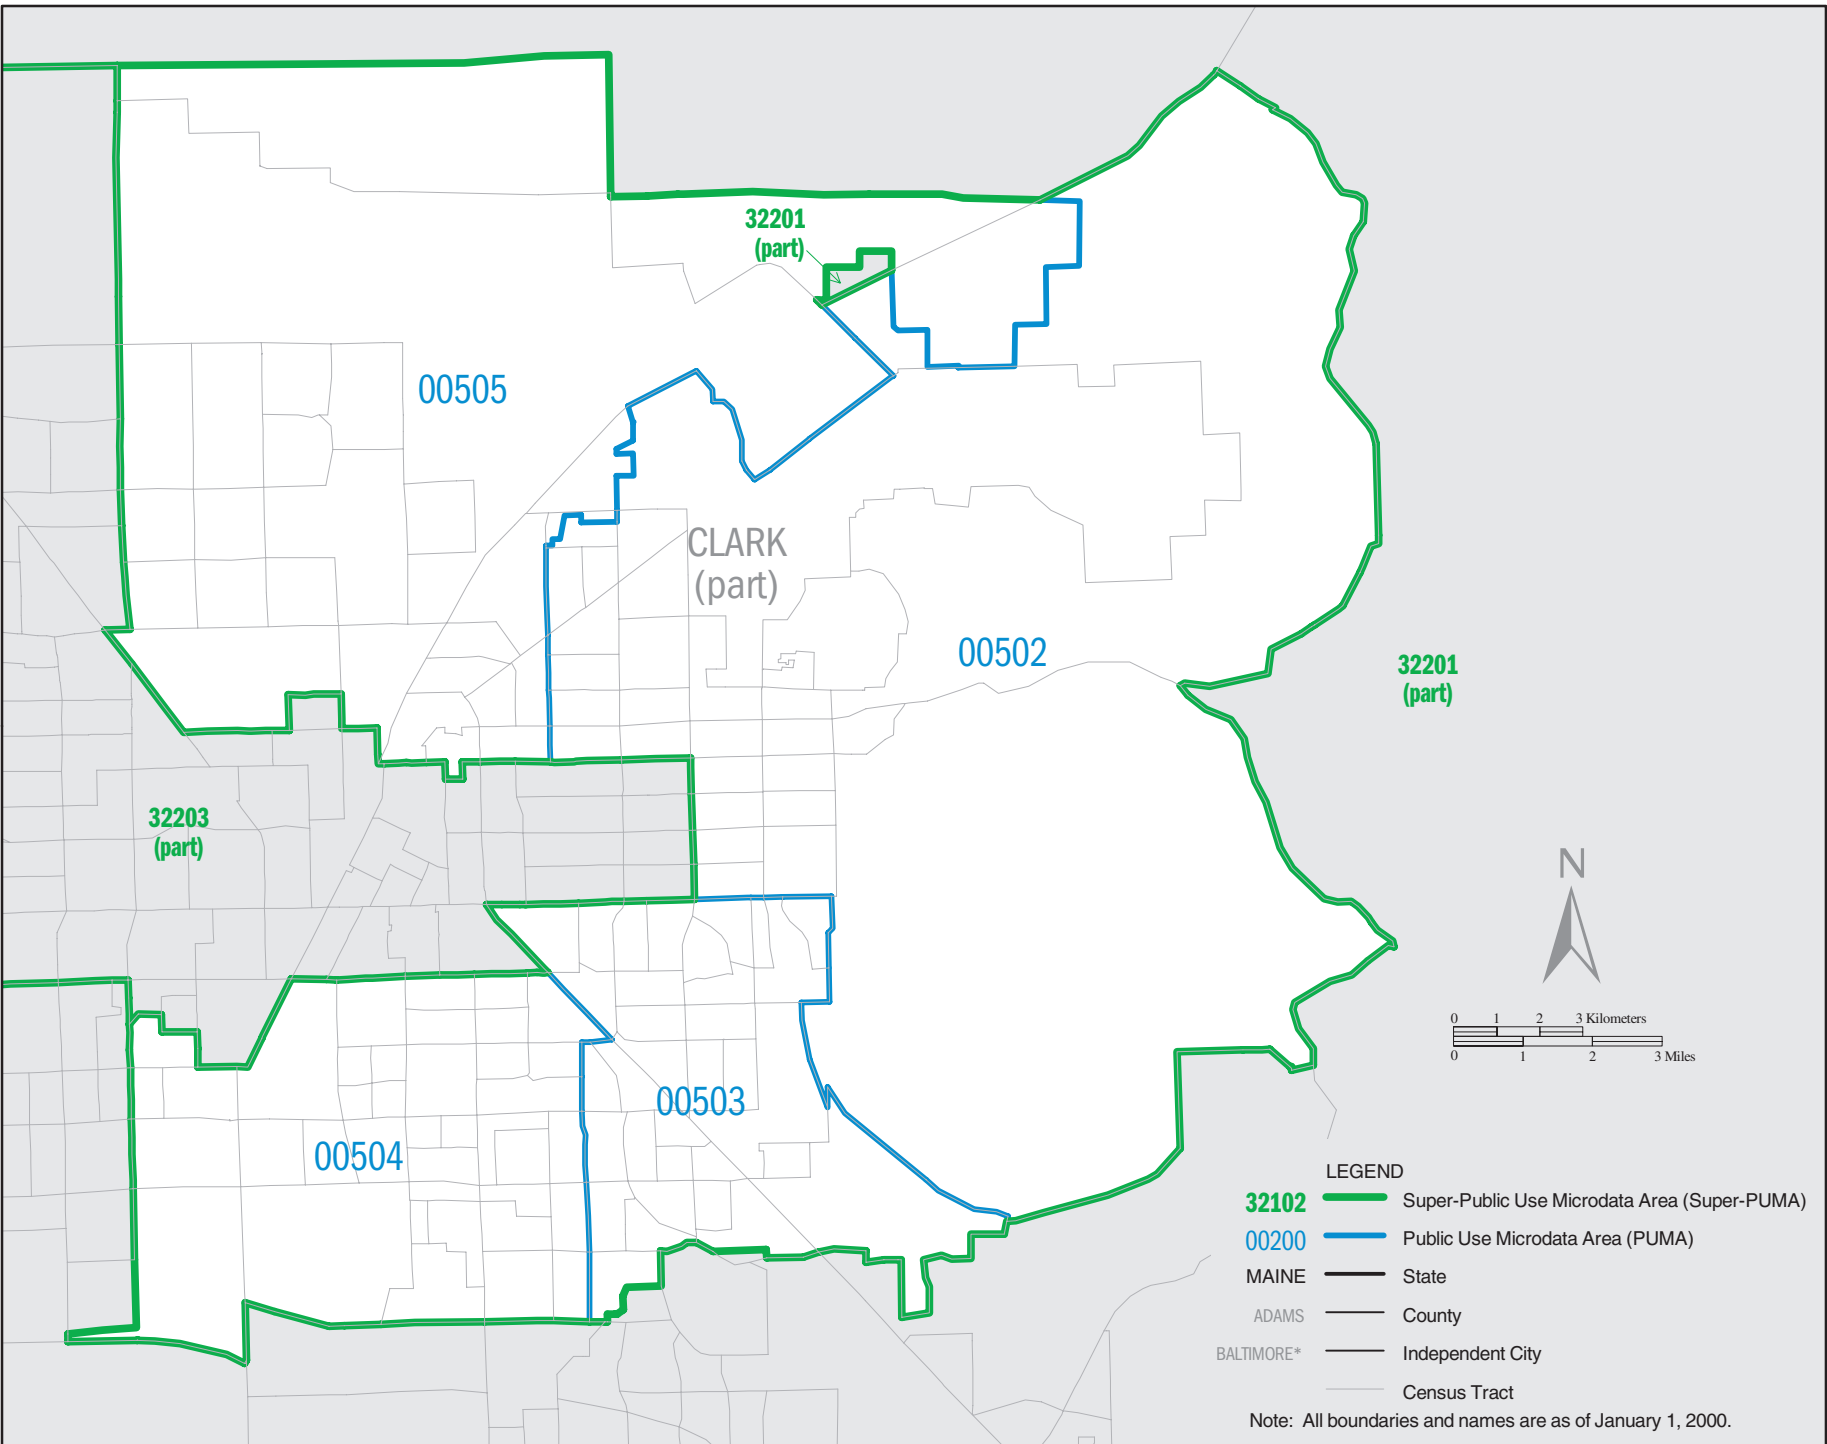 32201
(part)
00505
CLARK
(part)
00502
32201
(part)
32203
(part)
N
0 1 2 3 Kilometers
0 1 2 3 Miles
00503
00504
LEGEND
32102 Super-Public Use Microdata Area (Super-PUMA)
00200 Public Use Microdata Area (PUMA)
MAINE State
ADAMS County
BALTIMORE* Independent City
Census Tract
Note: All boundaries and names are as of January 1, 2000.